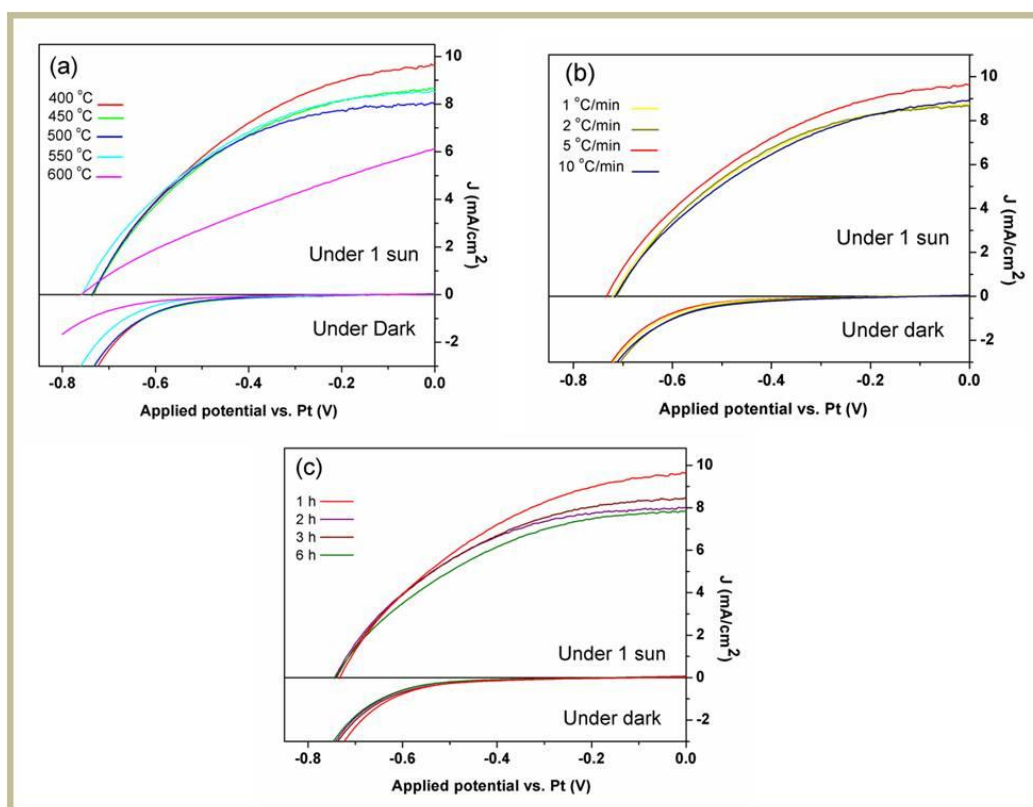 (a)
400 °C
450 °C
500 °C
550 °C
600 °C
Under 1 sun
Under Dark
10
8
6
4
2
0
-2
J (mA/cm²)
-0.8 -0.6 -0.4 -0.2 0.0
Applied potential vs. Pt (V)
(b)
1 °C/min
2 °C/min
5 °C/min
10 °C/min
Under 1 sun
Under dark
10
8
6
4
2
0
-2
J (mA/cm²)
-0.8 -0.6 -0.4 -0.2 0.0
Applied potential vs. Pt (V)
(c)
1 h
2 h
3 h
6 h
Under 1 sun
Under dark
10
8
6
4
2
0
-2
J (mA/cm²)
-0.8 -0.6 -0.4 -0.2 0.0
Applied potential vs. Pt (V)